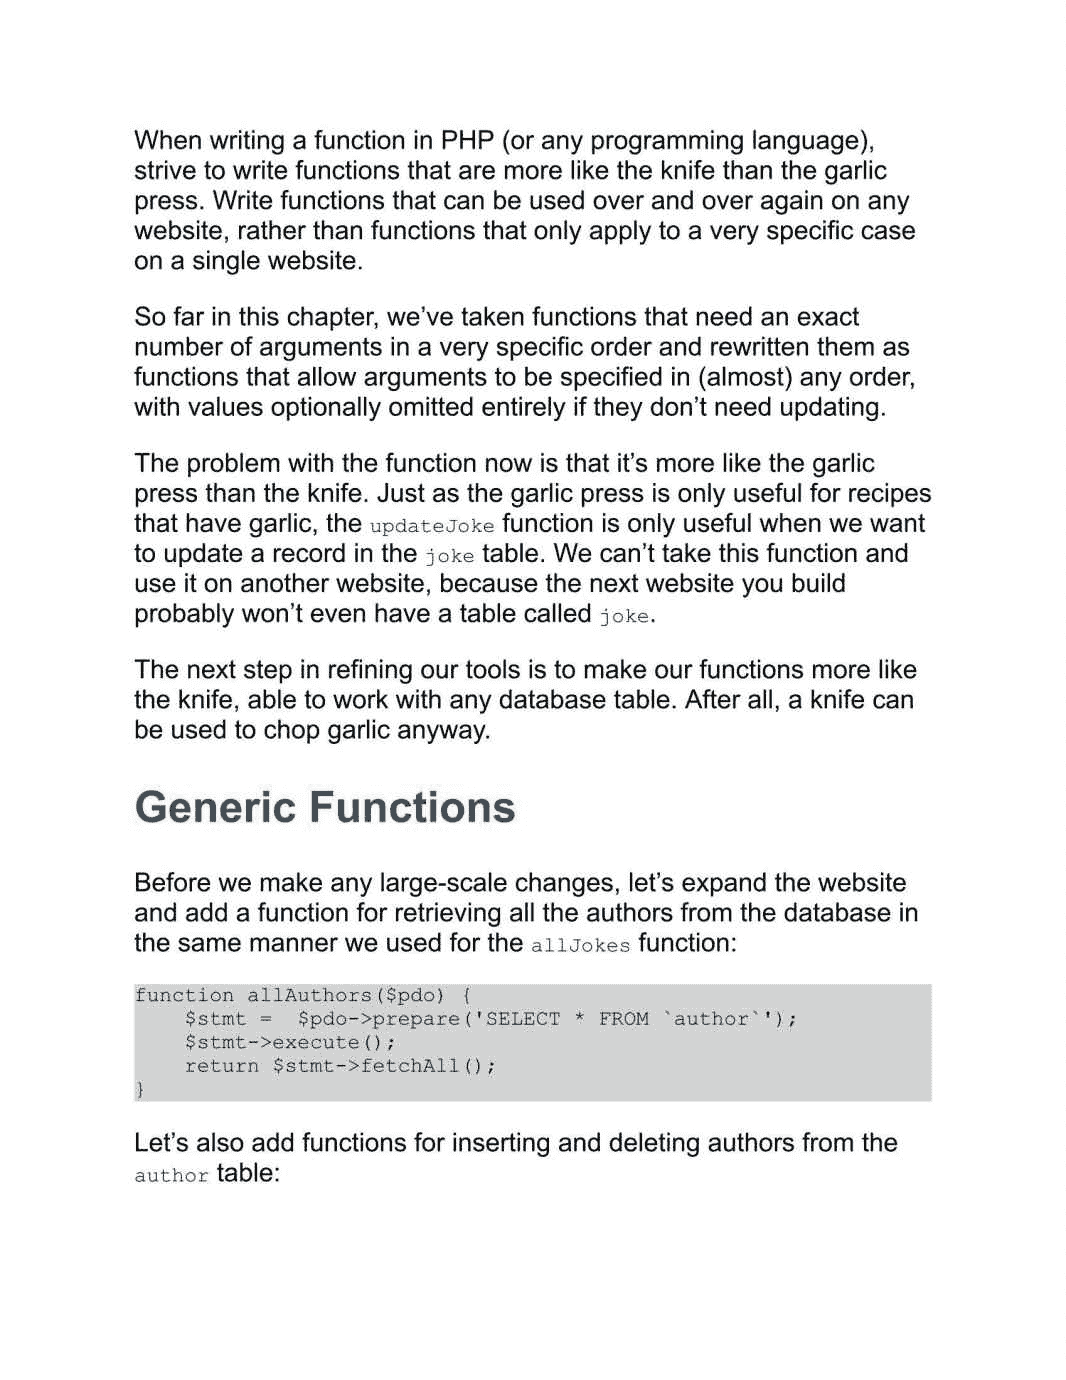 When writing a function in PHP (or any programming language),
strive to write functions that are more like the knife than the garlic
press. Write functions that can be used over and over again on any
website, rather than functions that only apply to a very specific case
on a single website.
So far in this chapter, we’ve taken functions that need an exact
number of arguments in a very specific order and rewritten them as
functions that allow arguments to be specified in (almost) any order,
with values optionally omitted entirely if they don’t need updating.
The problem with the function now is that it’s more like the garlic
press than the knife. Just as the garlic press is only useful for recipes
that have garlic, the updateJoke function is only useful when we want
to update a record in the joke table. We can’t take this function and
use it on another website, because the next website you build
probably won’t even have a table called joke.
The next step in refining our tools is to make our functions more like
the knife, able to work with any database table. After all, a knife can
be used to chop garlic anyway.
Generic Functions
Before we make any large-scale changes, let’s expand the website
and add a function for retrieving all the authors from the database in
the same manner we used for the allJokes function:
function allAuthors($pdo) {
    $stmt =  $pdo->prepare('SELECT * FROM `author`');
    $stmt->execute();
    return $stmt->fetchAll();
}
Let’s also add functions for inserting and deleting authors from the
author table: